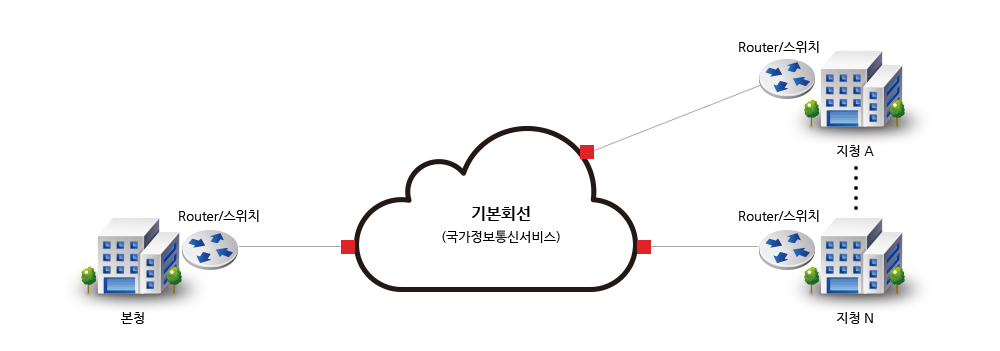 Router/스위치
지청 A
Router/스위치
기본회선
(국가정보통신서비스)
Router/스위치
본청
지청 N